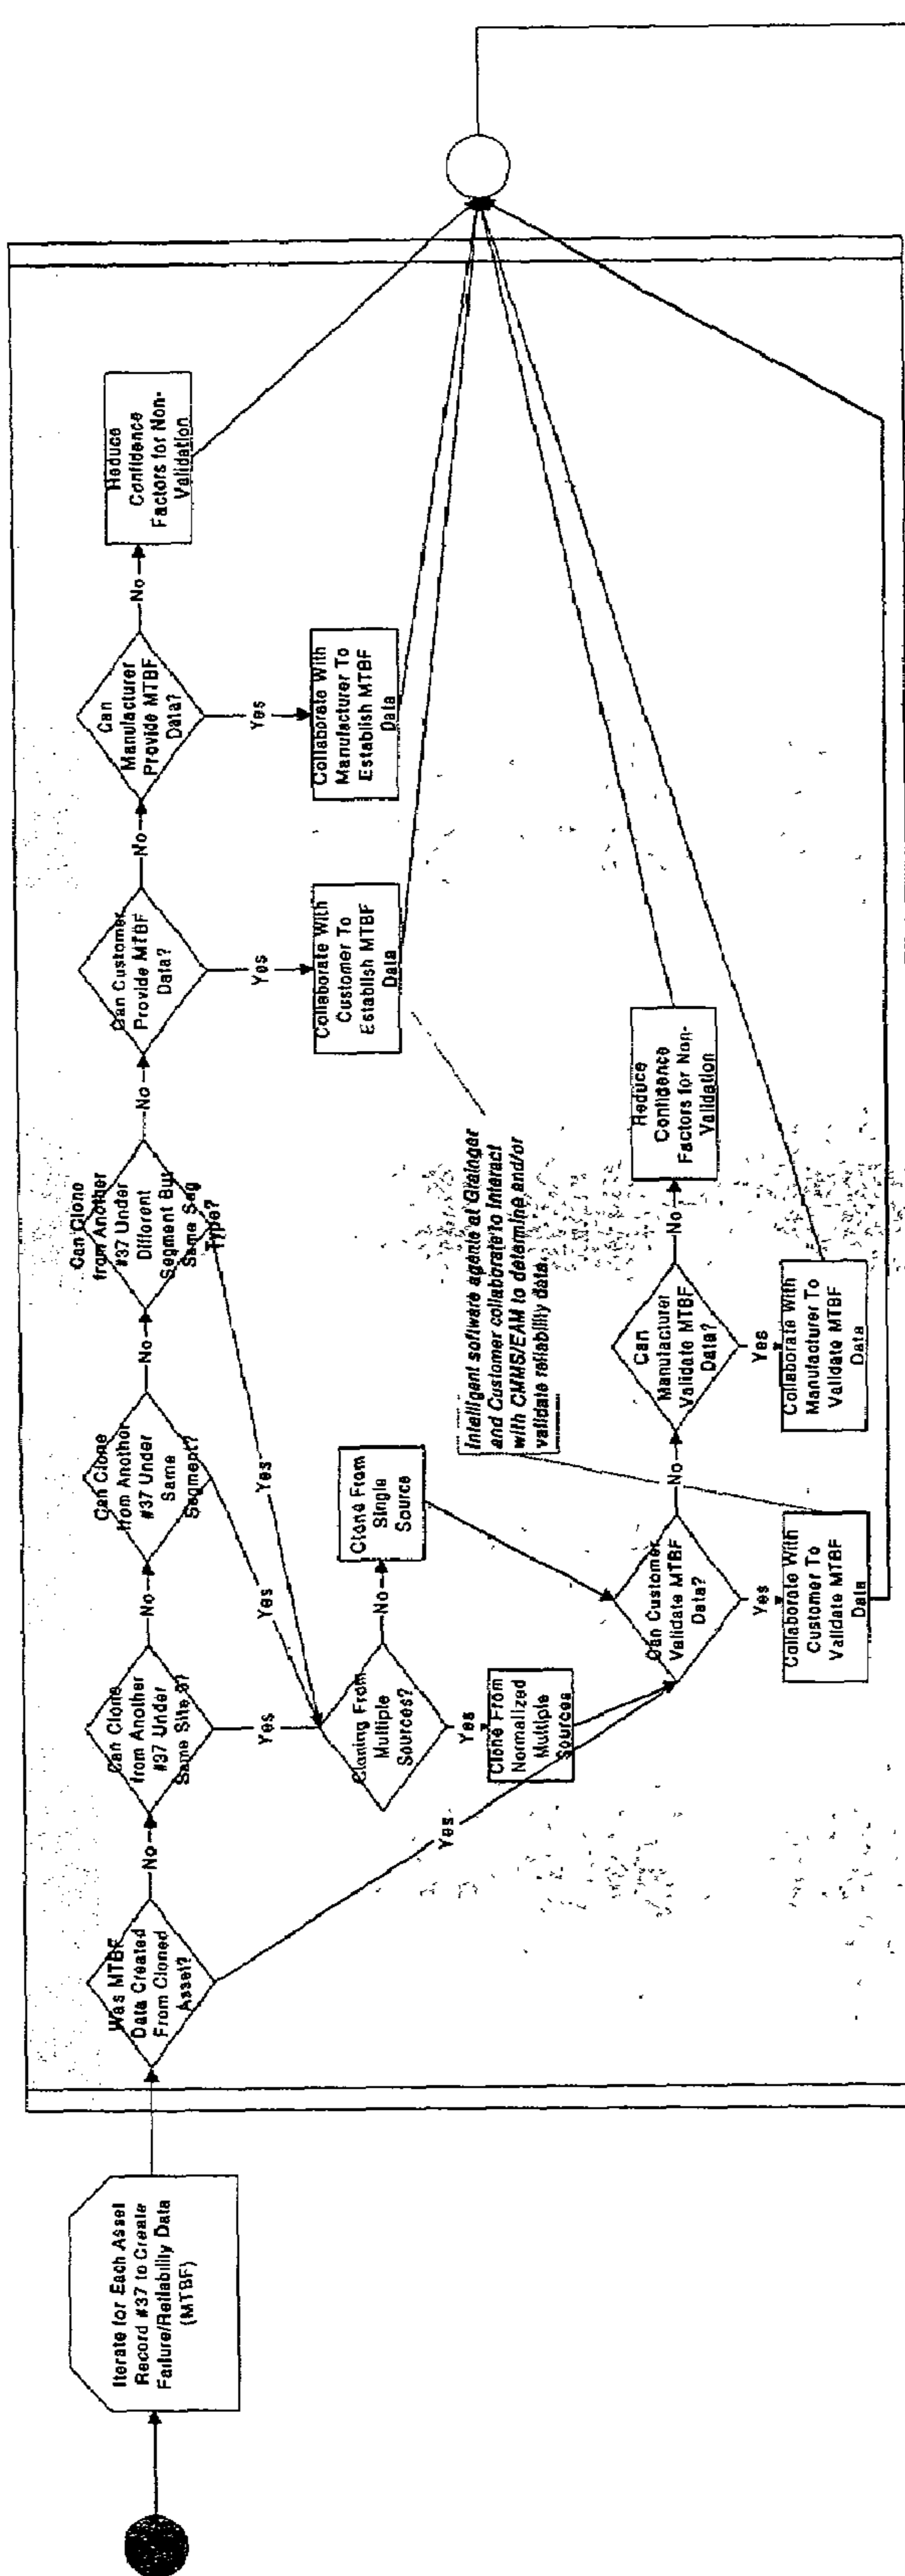 Iterate for Each Asset
Record #37 to Create
Failure/Reliability Data
(MTBF)
Was MTBF
Data Created
From Cloned
Asset?
No
Yes
Can Clone
from Another
#37 Under
Same Site
No
Yes
Can Clone
from Another
#37 Under
Same
Segment?
No
Yes
Can Clone
from Another
#37 Under
Different
Segment But
Same Seg
Type?
No
Yes
Can Customer
Provide MTBF
Data?
No
Yes
Can
Manufacturer
Provide MTBF
Data?
No
Yes
Reduce
Confidence
Factors for Non-
Validation
Collaborate With
Customer To
Establish MTBF
Data
Collaborate With
Manufacturer To
Establish MTBF
Data
Cloning From
Multiple
Sources?
No
Yes
Clone From
Single
Source
Clone From
Normalized
Multiple
Sources
Intelligent software agents at Grainger
and Customer collaborate to interact
with CMMS/EAM to determine and/or
validate reliability data.
Can Customer
Validate MTBF
Data?
No
Yes
Can
Manufacturer
Validate MTBF
Data?
No
Yes
Reduce
Confidence
Factors for Non-
Validation
Collaborate With
Customer To
Validate MTBF
Data
Collaborate With
Manufacturer To
Validate MTBF
Data